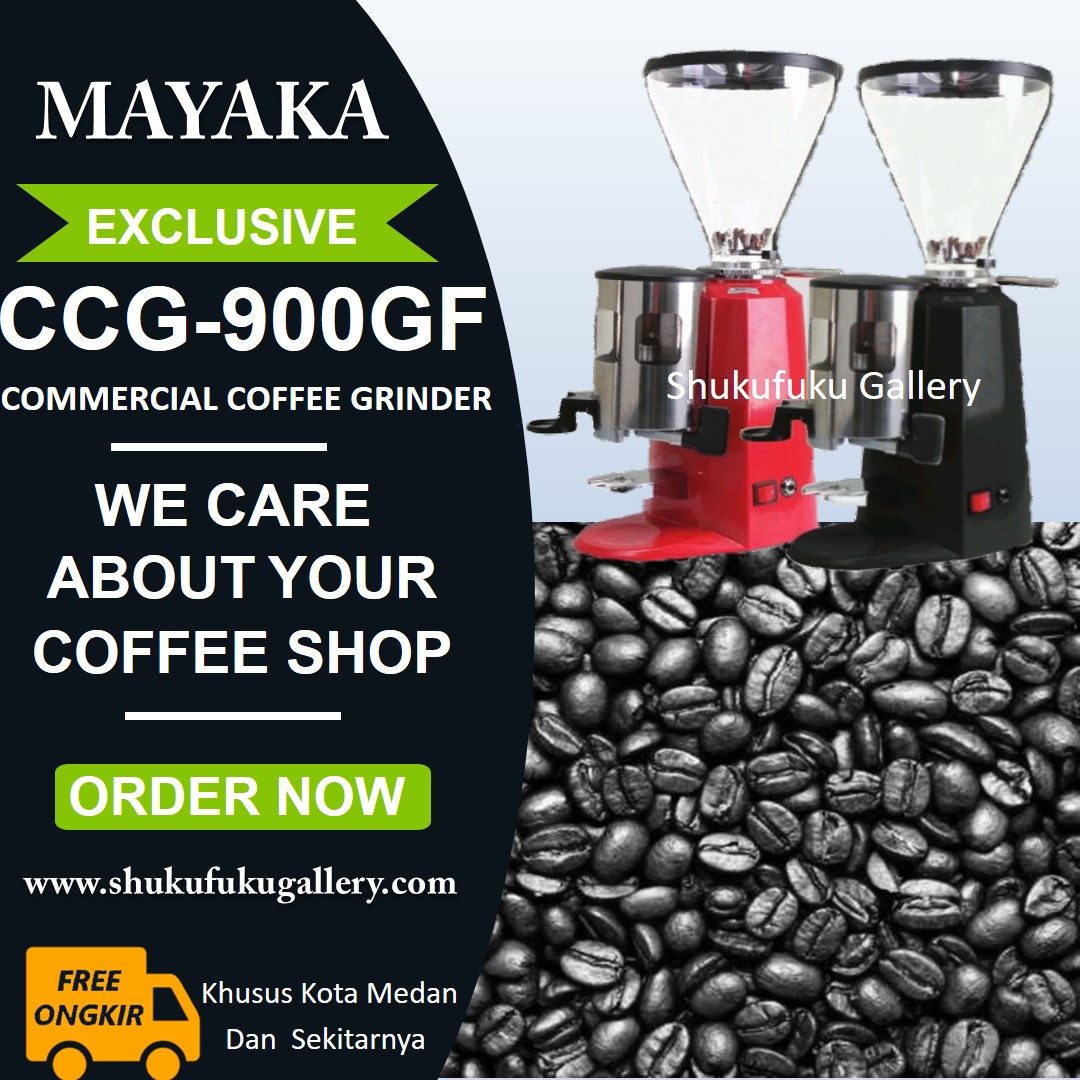 MAYAKA
EXCLUSIVE
CCG-900GF
COMMERCIAL COFFEE GRINDER
WE CARE
ABOUT YOUR
COFFEE SHOP
ORDER NOW
www.shukufukugallery.com
FREE
ONGKIR
Khusus Kota Medan
Dan Sekitarnya
Shukufuku Gallery